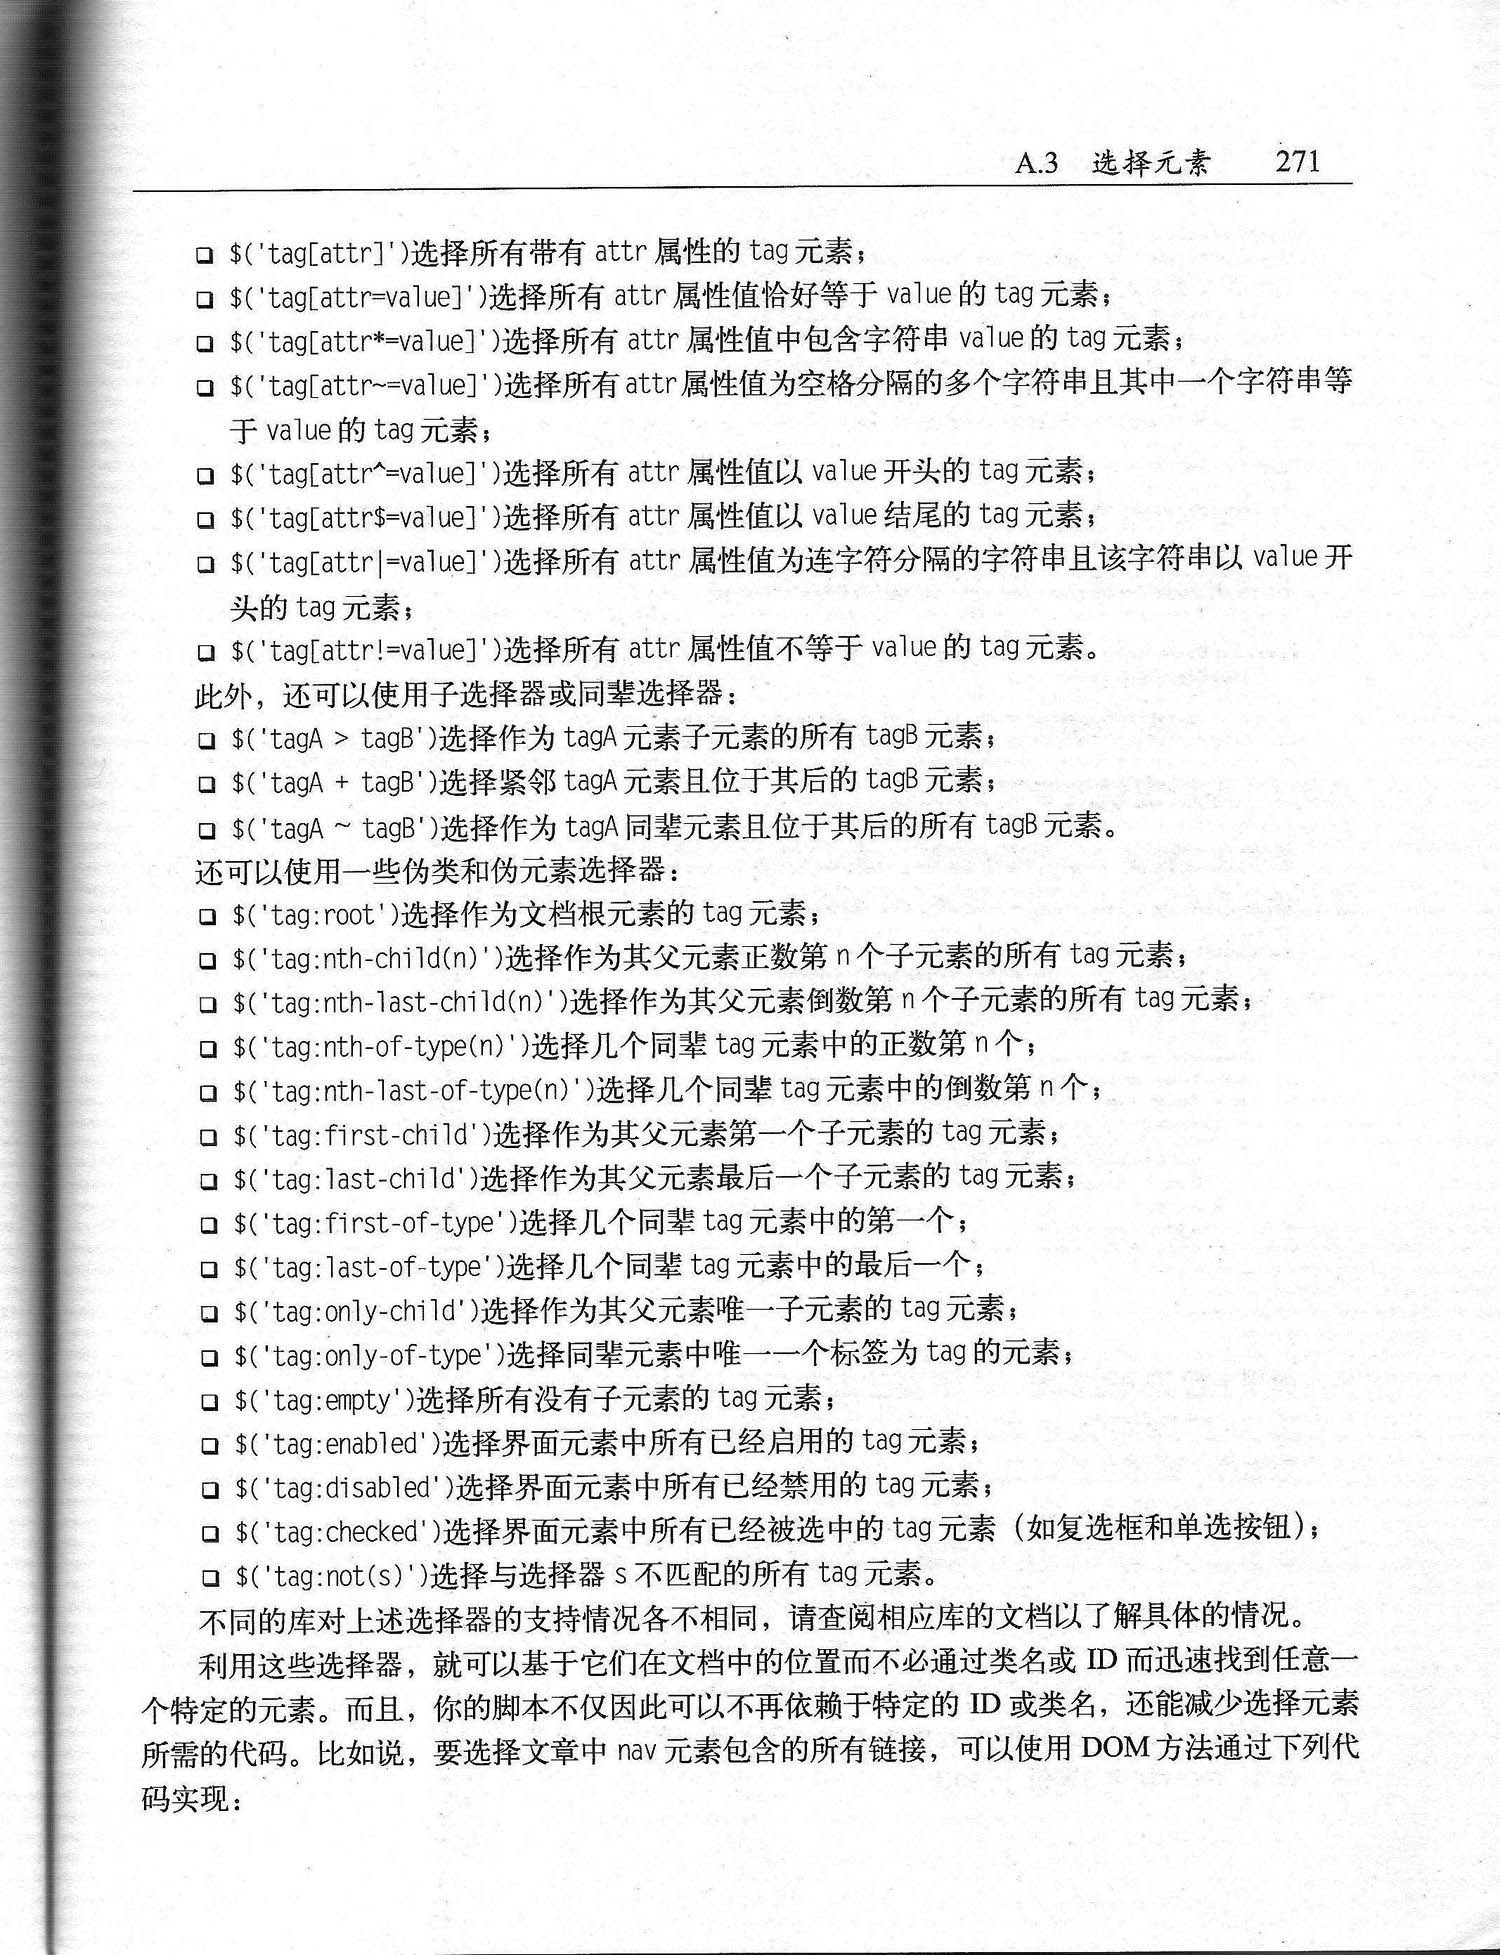 A.3 选择元素 271
❑ $('tag[attr]')选择所有带有 attr 属性的 tag 元素；
❑ $('tag[attr=value]')选择所有 attr 属性值恰好等于 value 的 tag 元素；
❑ $('tag[attr*=value]')选择所有 attr 属性值中包含字符串 value 的 tag 元素；
❑ $('tag[attr~=value]')选择所有 attr 属性值为空格分隔的多个字符串且其中一个字符串等
于 value 的 tag 元素；
❑ $('tag[attr^=value]')选择所有 attr 属性值以 value 开头的 tag 元素；
❑ $('tag[attr$=value]')选择所有 attr 属性值以 value 结尾的 tag 元素；
❑ $('tag[attr|=value]')选择所有 attr 属性值为连字符分隔的字符串且该字符串以 value 开
头的 tag 元素；
❑ $('tag[attr!=value]')选择所有 attr 属性值不等于 value 的 tag 元素。
此外，还可以使用子选择器或同辈选择器：
❑ $('tagA > tagB')选择作为 tagA 元素子元素的所有 tagB 元素；
❑ $('tagA + tagB')选择紧邻 tagA 元素且位于其后的 tagB 元素；
❑ $('tagA ~ tagB')选择作为 tagA 同辈元素且位于其后的所有 tagB 元素。
还可以使用一些伪类和伪元素选择器：
❑ $('tag:root')选择作为文档根元素的 tag 元素；
❑ $('tag:nth-child(n)')选择作为其父元素正数第 n 个子元素的所有 tag 元素；
❑ $('tag:nth-last-child(n)')选择作为其父元素倒数第 n 个子元素的所有 tag 元素；
❑ $('tag:nth-of-type(n)')选择几个同辈 tag 元素中的正数第 n 个；
❑ $('tag:nth-last-of-type(n)')选择几个同辈 tag 元素中的倒数第 n 个；
❑ $('tag:first-child')选择作为其父元素第一个子元素的 tag 元素；
❑ $('tag:last-child')选择作为其父元素最后一个子元素的 tag 元素；
❑ $('tag:first-of-type')选择几个同辈 tag 元素中的第一个；
❑ $('tag:last-of-type')选择几个同辈 tag 元素中的最后一个；
❑ $('tag:only-child')选择作为其父元素唯一子元素的 tag 元素；
❑ $('tag:only-of-type')选择同辈元素中唯一一个标签为 tag 的元素；
❑ $('tag:empty')选择所有没有子元素的 tag 元素；
❑ $('tag:enabled')选择界面元素中所有已经启用的 tag 元素；
❑ $('tag:disabled')选择界面元素中所有已经禁用的 tag 元素；
❑ $('tag:checked')选择界面元素中所有已经被选中的 tag 元素（如复选框和单选按钮）；
❑ $('tag:not(s)')选择与选择器 s 不匹配的所有 tag 元素。
不同的库对上述选择器的支持情况各不相同，请查阅相应库的文档以了解具体的情况。
利用这些选择器，就可以基于它们在文档中的位置而不必通过类名或 ID 而迅速找到任意一
个特定的元素。而且，你的脚本不仅因此可以不再依赖于特定的 ID 或类名，还能减少选择元素
所需的代码。比如说，要选择文章中 nav 元素包含的所有链接，可以使用 DOM 方法通过下列代
码实现：